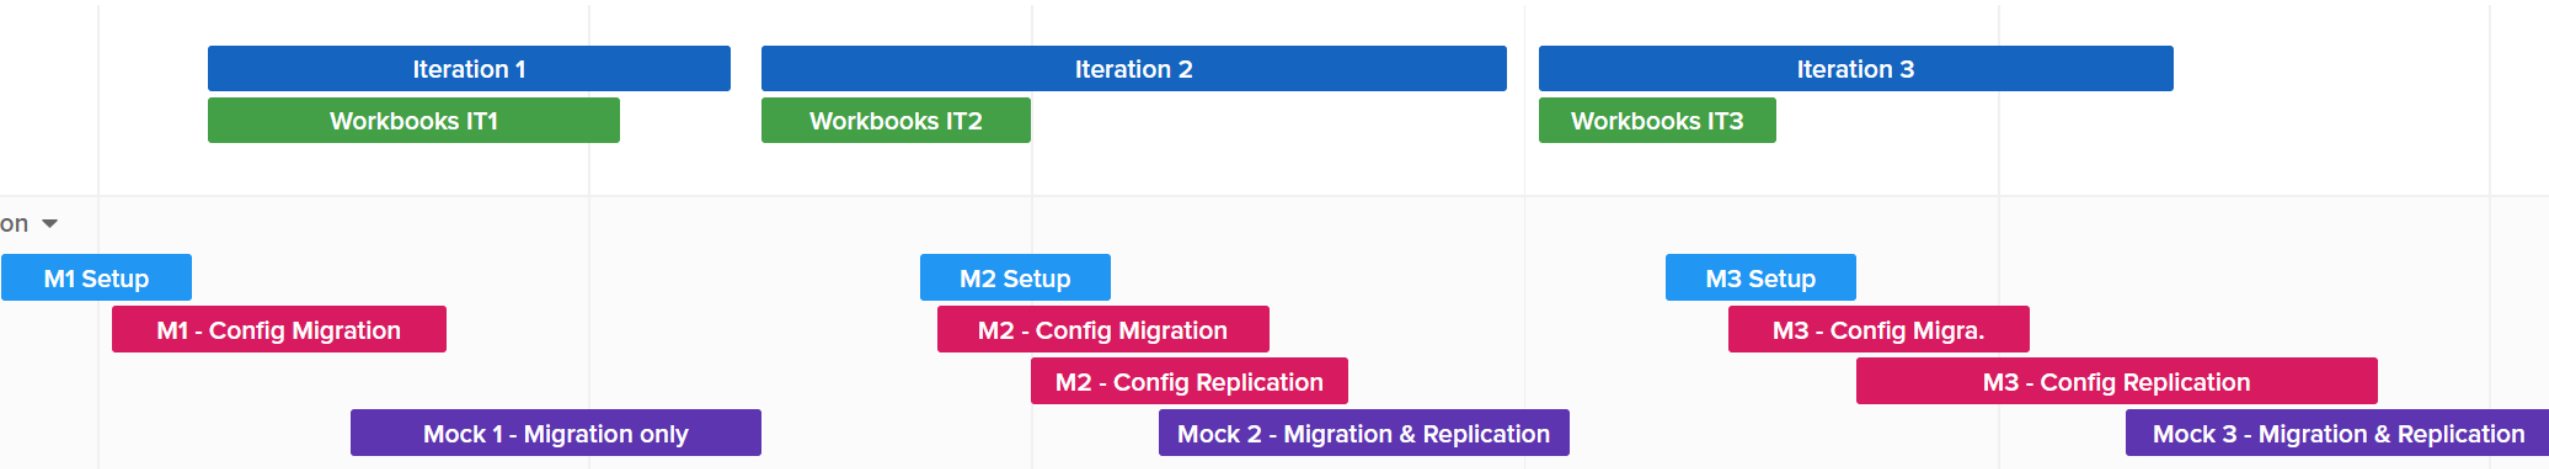 Iteration 1
Iteration 2
Iteration 3
Workbooks IT1
Workbooks IT2
Workbooks IT3
on
M1 Setup
M2 Setup
M3 Setup
M1 - Config Migration
M2 - Config Migration
M3 - Config Migra.
M2 - Config Replication
M3 - Config Replication
Mock 1 - Migration only
Mock 2 - Migration & Replication
Mock 3 - Migration & Replication